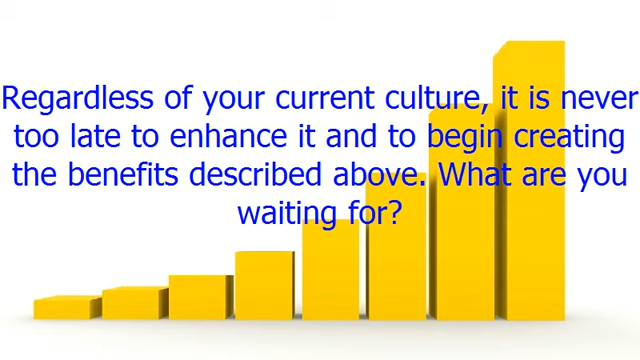 Regardless of your current culture, it is never
too late to enhance it and to begin creating
the benefits described above. What are you
waiting for?